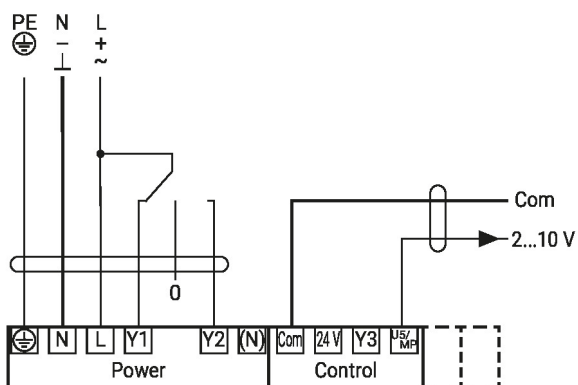 PE N L
– +
~
Com
2...10 V
0
N L Y1 Y2 (N) Com 24 V Y3 U5/MP
Power Control